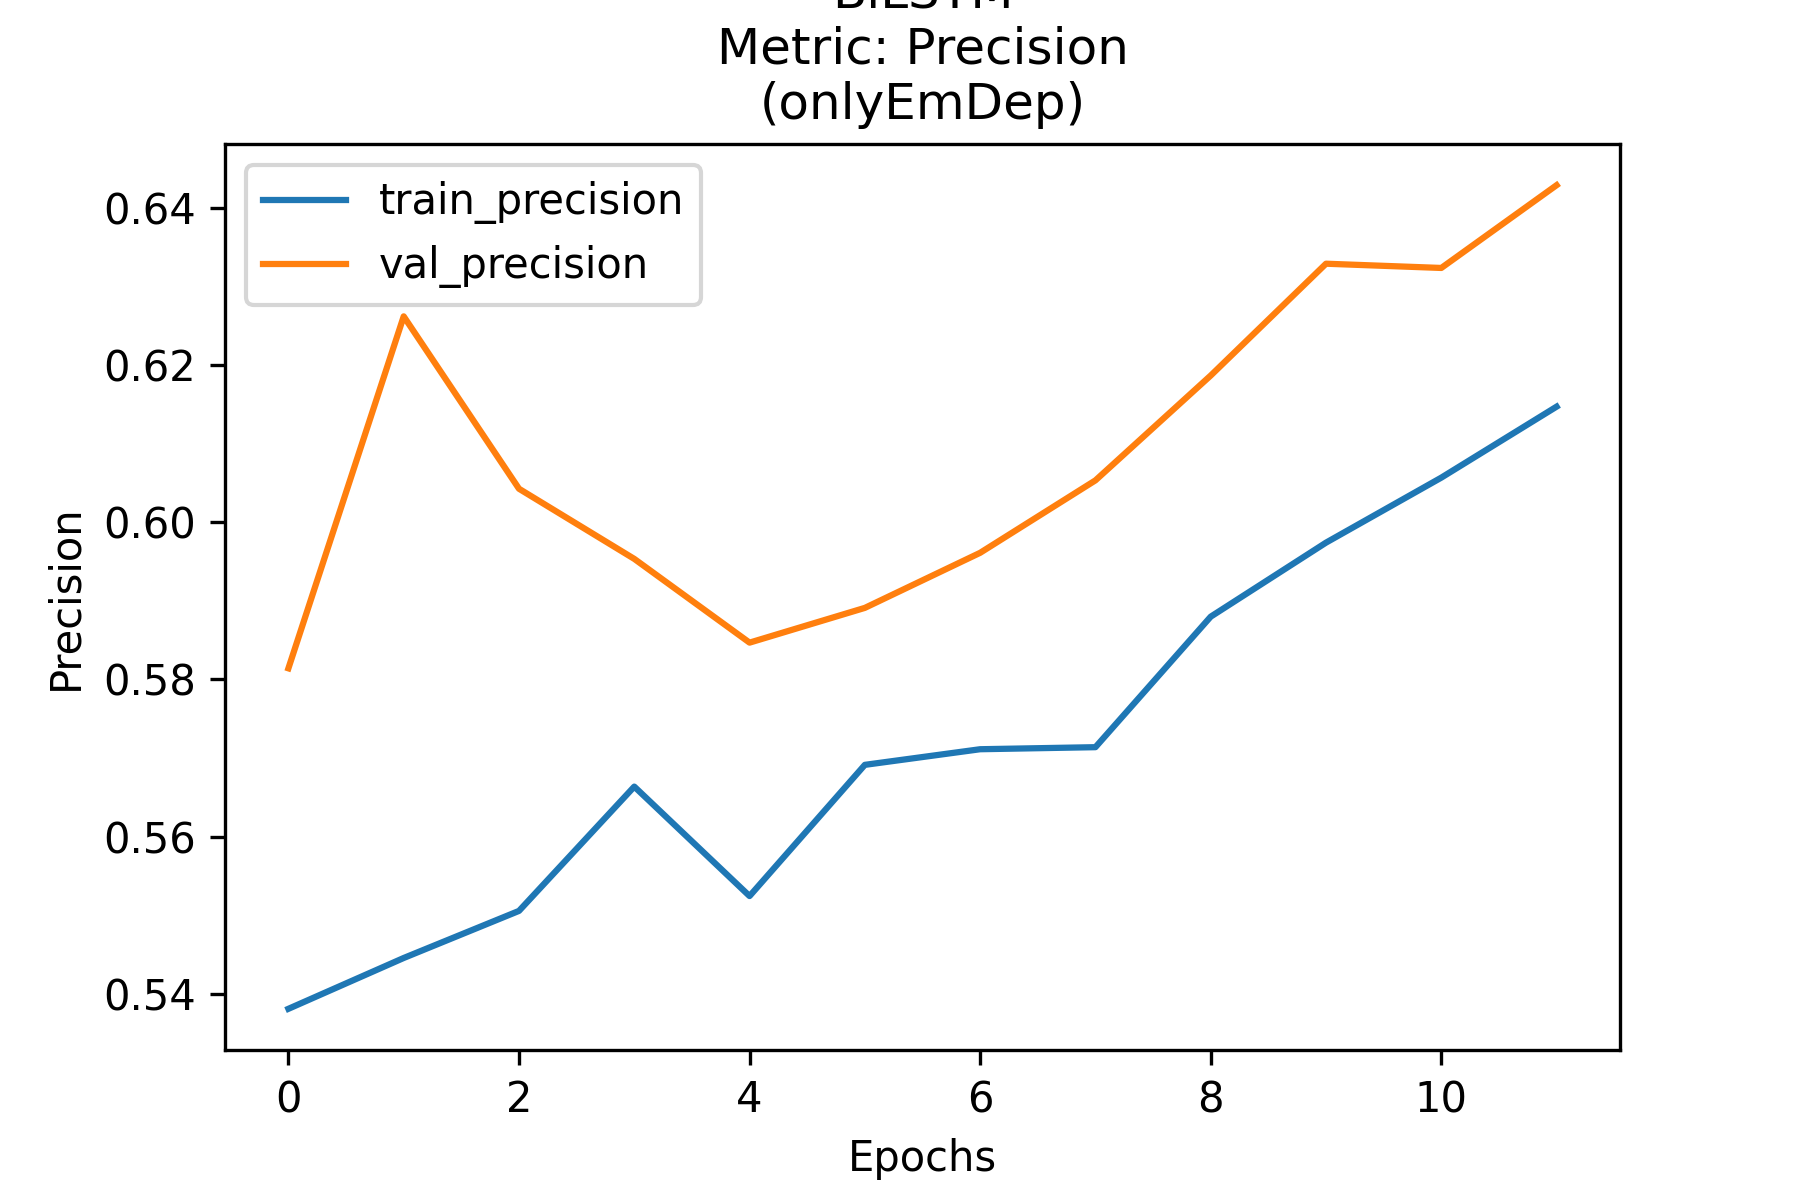 BiLSTM
Metric: Precision
(onlyEmDep)
train_precision
val_precision
0.64
0.62
0.60
0.58
0.56
0.54
Precision
0 2 4 6 8 10
Epochs